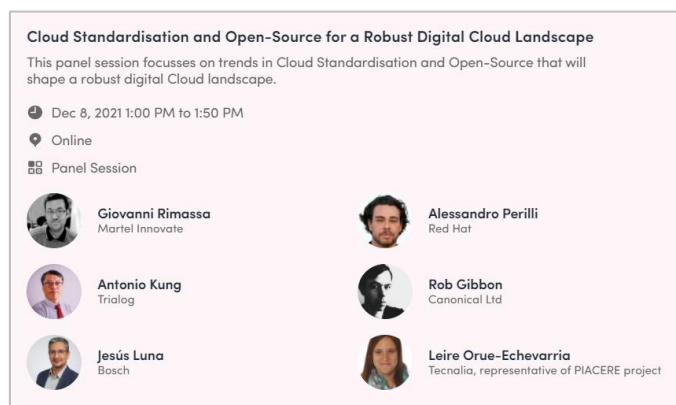 Cloud Standardisation and Open-Source for a Robust Digital Cloud Landscape
This panel session focusses on trends in Cloud Standardisation and Open-Source that will
shape a robust digital Cloud landscape.
Dec 8, 2021 1:00 PM to 1:50 PM
Online
Panel Session
Giovanni Rimassa
Martel Innovate
Alessandro Perilli
Red Hat
Antonio Kung
Trialog
Rob Gibbon
Canonical Ltd
Jesús Luna
Bosch
Leire Orue-Echevarria
Tecnalia, representative of PIACERE project